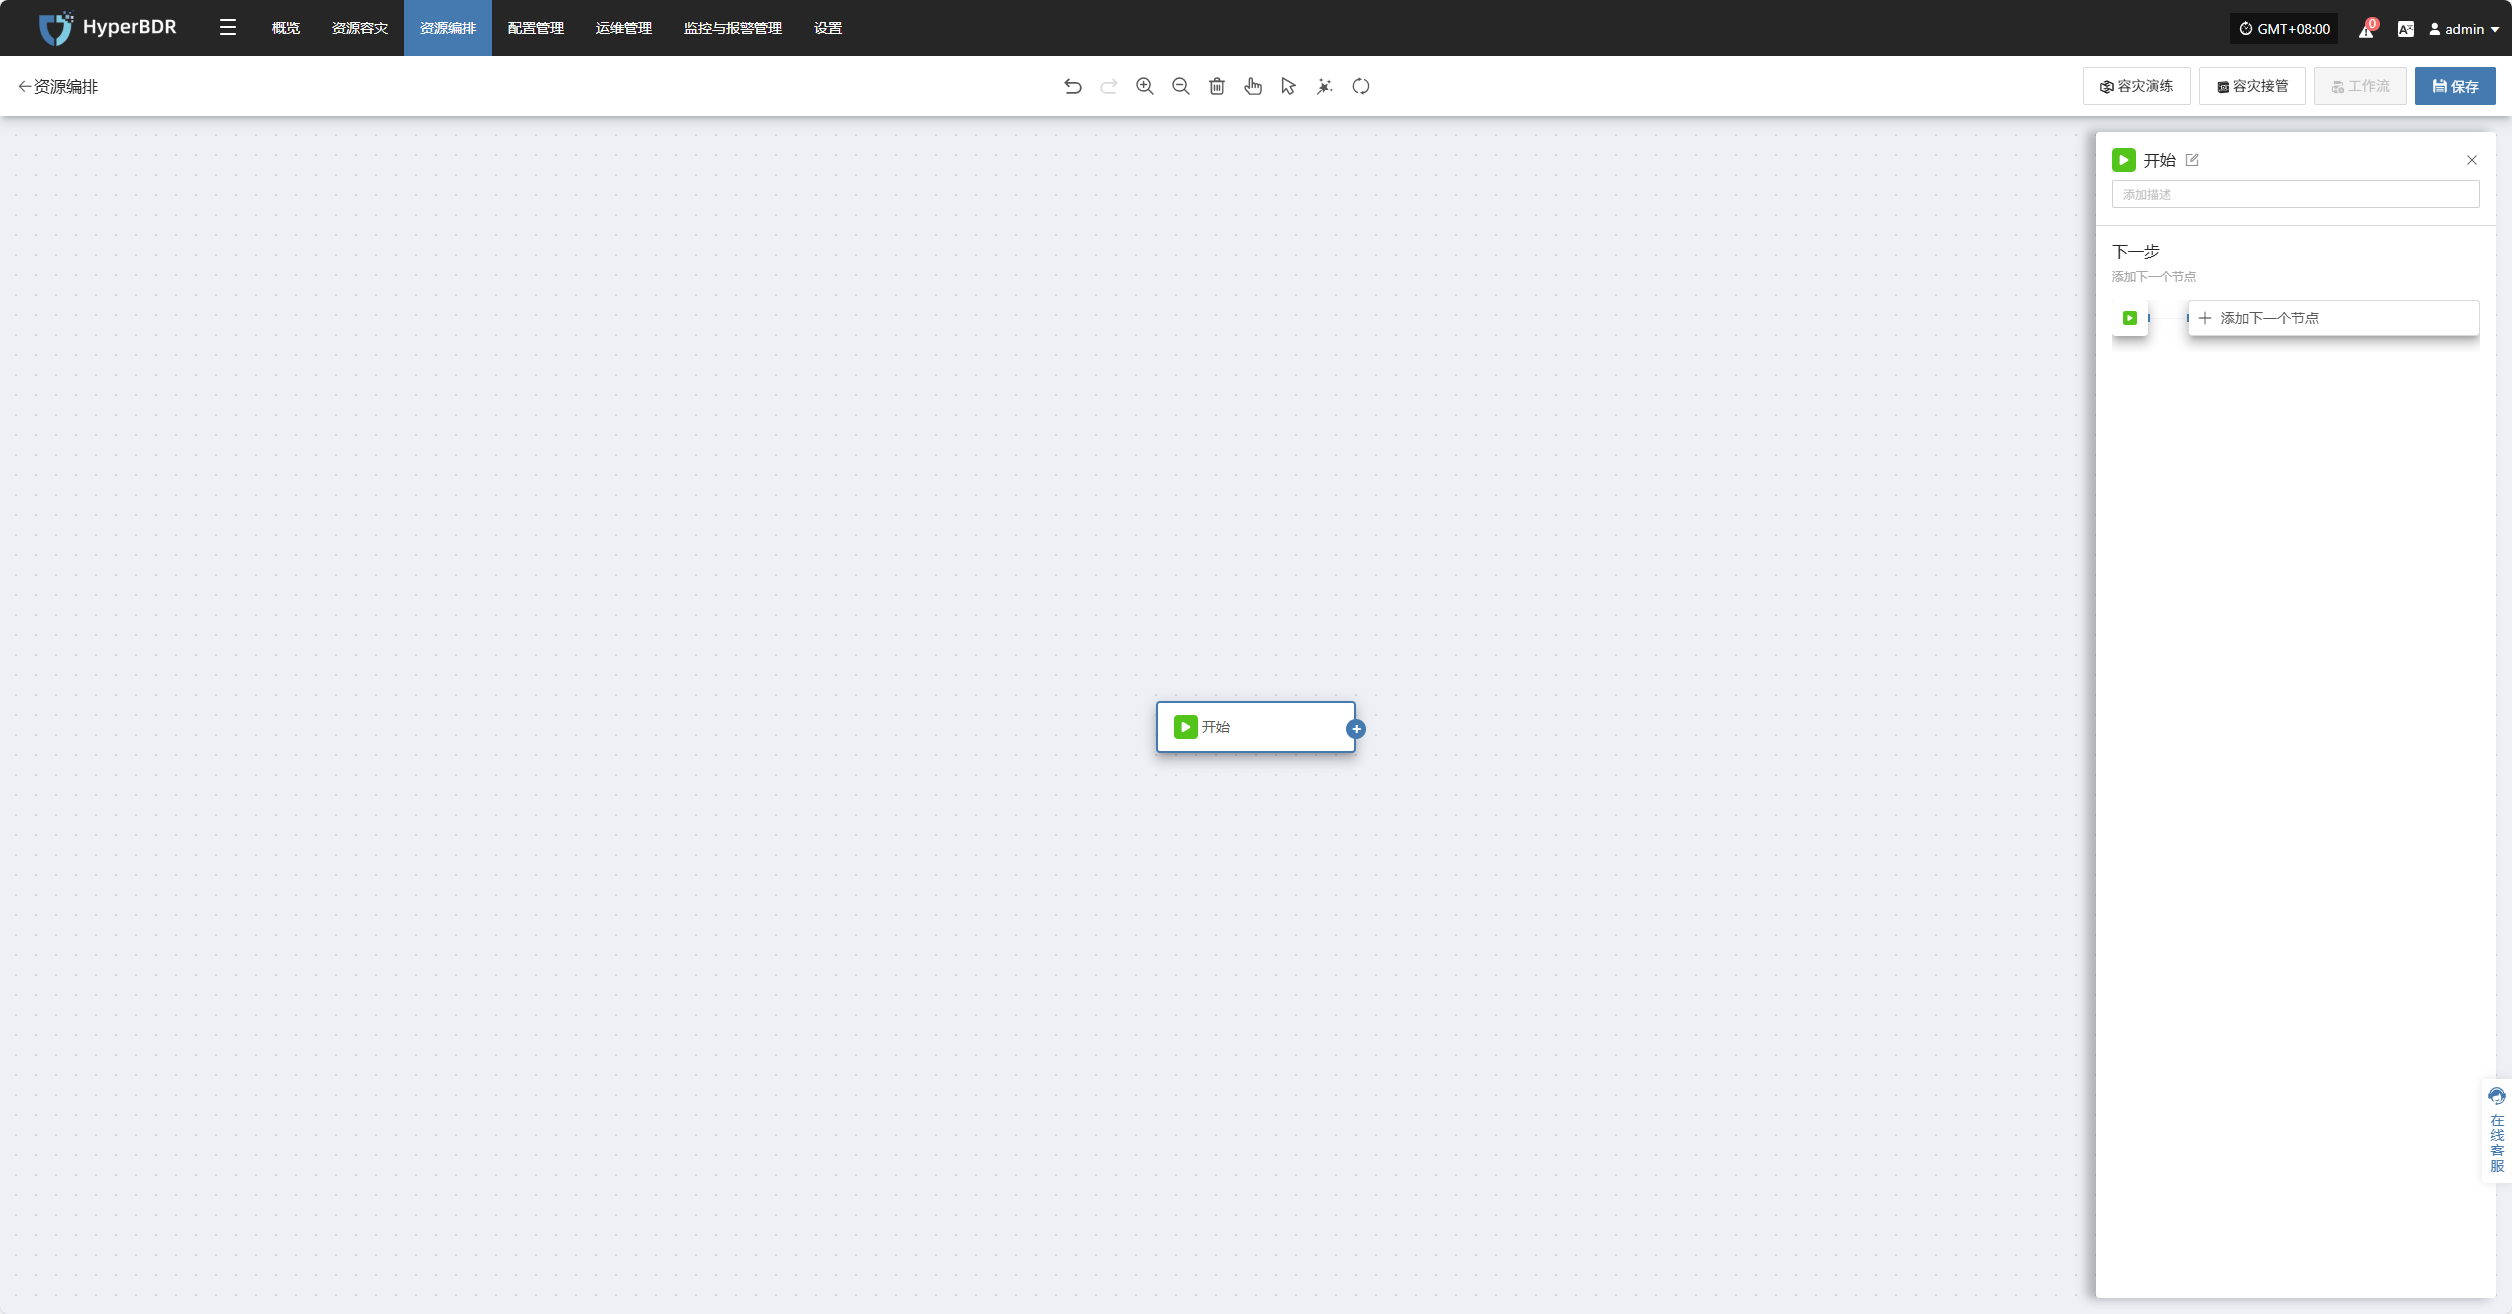 HyperBDR
概览
资源容灾
资源编排
配置管理
运维管理
监控与报警管理
设置
GMT+08:00
0
admin
资源编排
容灾演练
容灾接管
工作流
保存
开始
添加描述
下一步
添加下一个节点
添加下一个节点
开始
在线客服